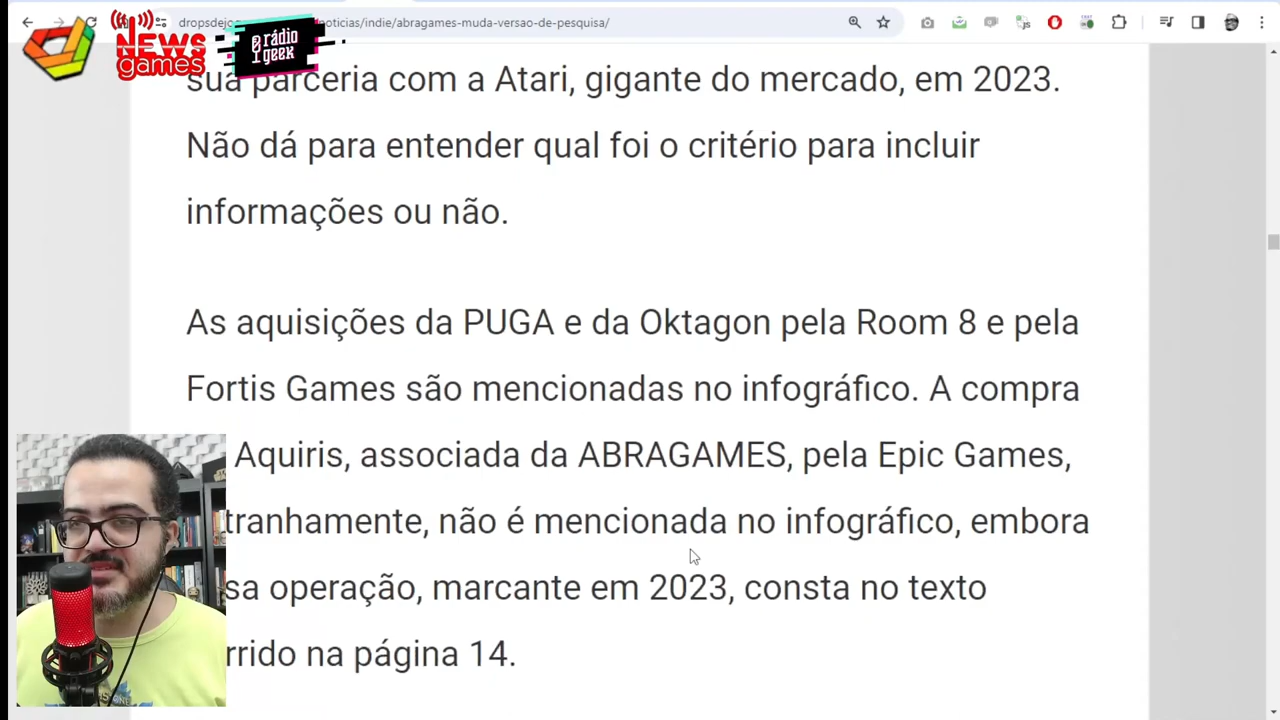 dropsdejo
noticias/indie/abragames-muda-versao-de-pesquisa/
NEWS
games
rádio
geek
sua parceria com a Atari, gigante do mercado, em 2023.
Não dá para entender qual foi o critério para incluir
informações ou não.
As aquisições da PUGA e da Oktagon pela Room 8 e pela
Fortis Games são mencionadas no infográfico. A compra
Aquiris, associada da ABRAGAMES, pela Epic Games,
tranhamente, não é mencionada no infográfico, embora
sa operação, marcante em 2023, consta no texto
rrido na página 14.